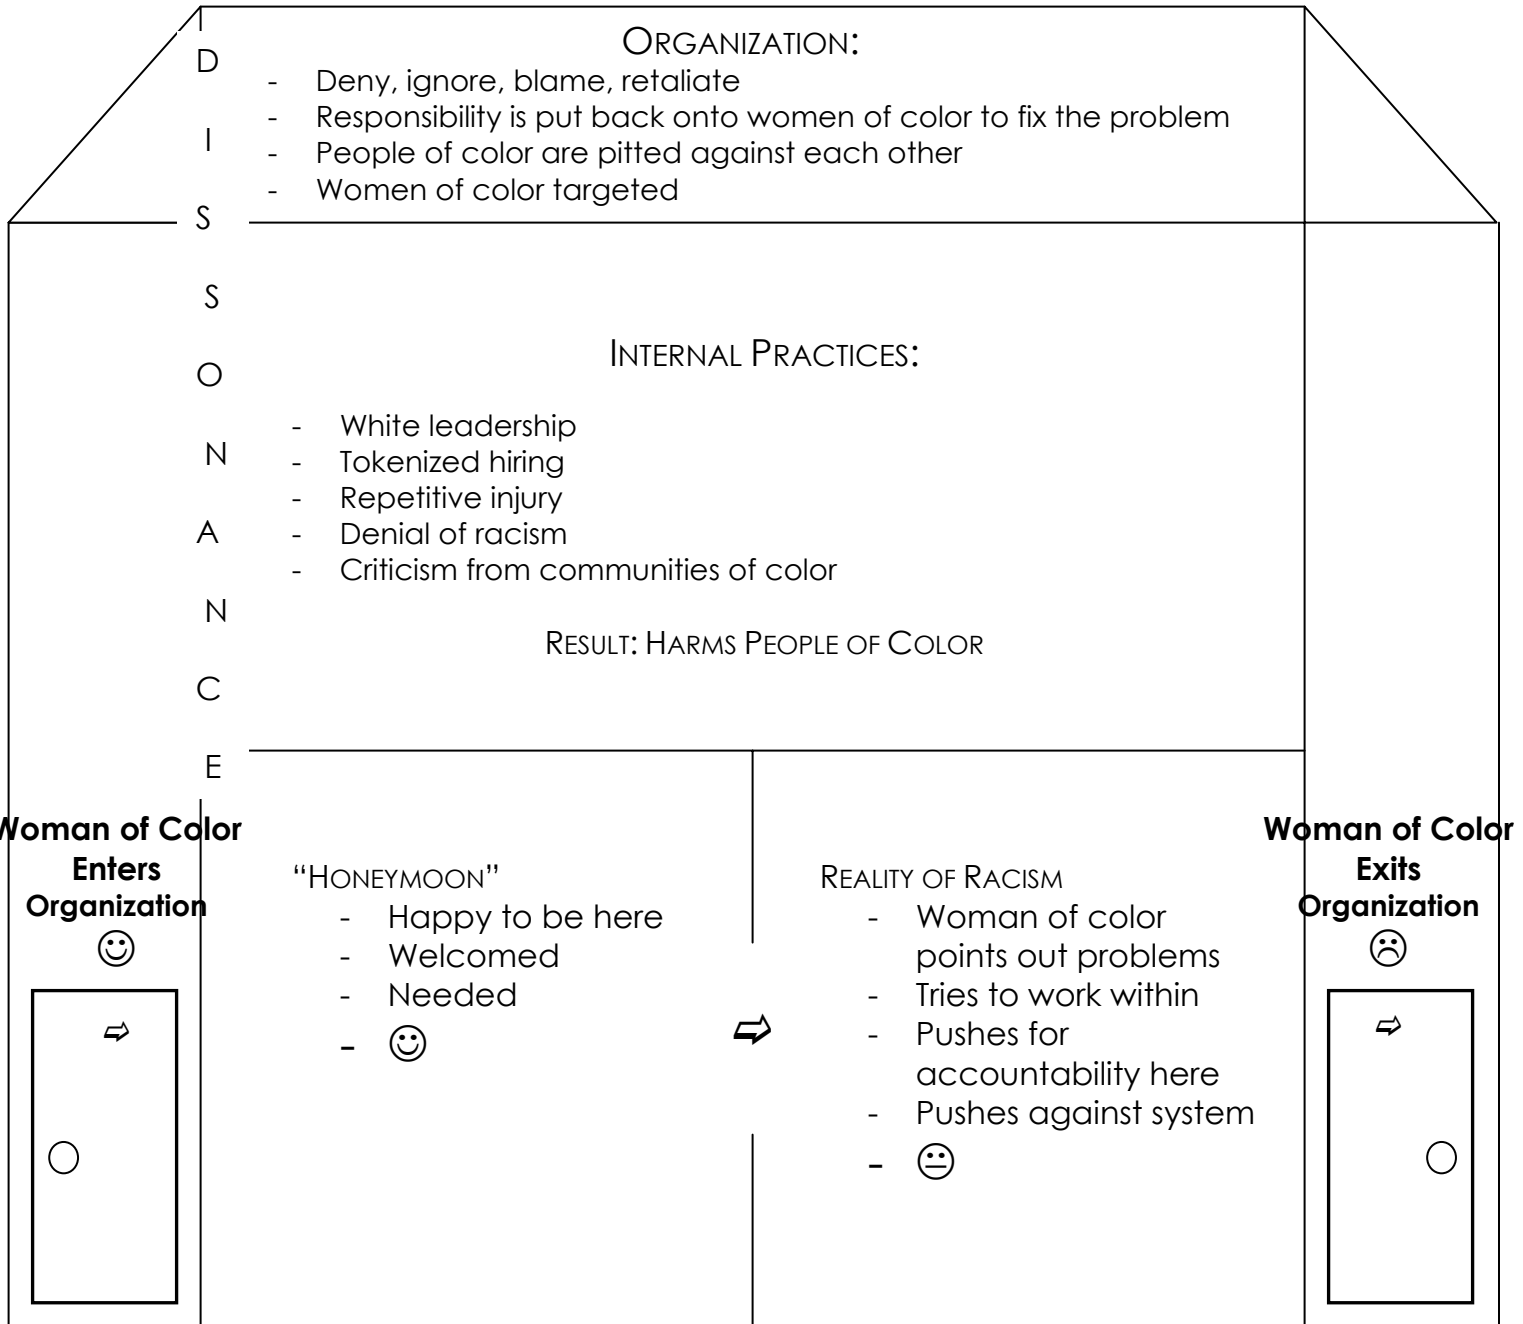 ORGANIZATION:
- Deny, ignore, blame, retaliate
- Responsibility is put back onto women of color to fix the problem
- People of color are pitted against each other
- Women of color targeted
D
I
S
S
O
N
A
N
C
E
INTERNAL PRACTICES:
- White leadership
- Tokenized hiring
- Repetitive injury
- Denial of racism
- Criticism from communities of color
RESULT: HARMS PEOPLE OF COLOR
Woman of Color
Enters
Organization
“HONEYMOON”
- Happy to be here
- Welcomed
- Needed
- ☺
REALITY OF RACISM
- Woman of color
points out problems
- Tries to work within
- Pushes for
accountability here
- Pushes against system
- 😐
Woman of Color
Exits
Organization